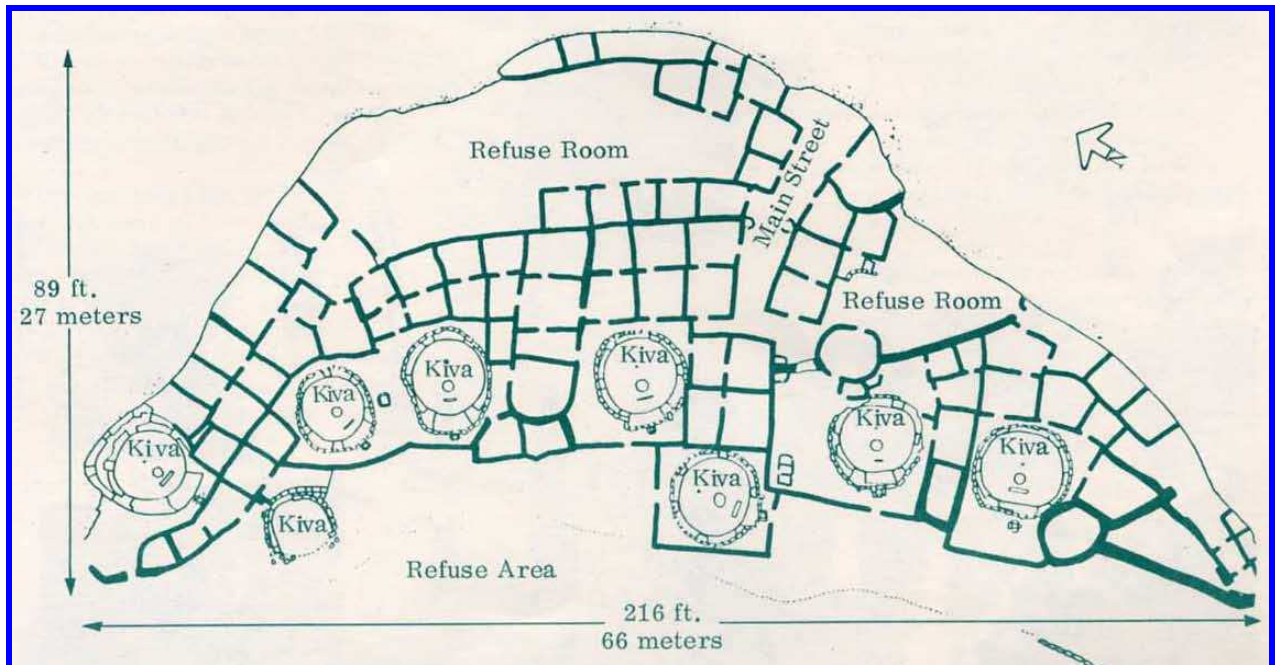 Refuse Room
Main Street
89 ft.
27 meters
Refuse Room
Kiva
Kiva
Kiva
Kiva
Kiva
Kiva
Kiva
Kiva
Refuse Area
216 ft.
66 meters
N